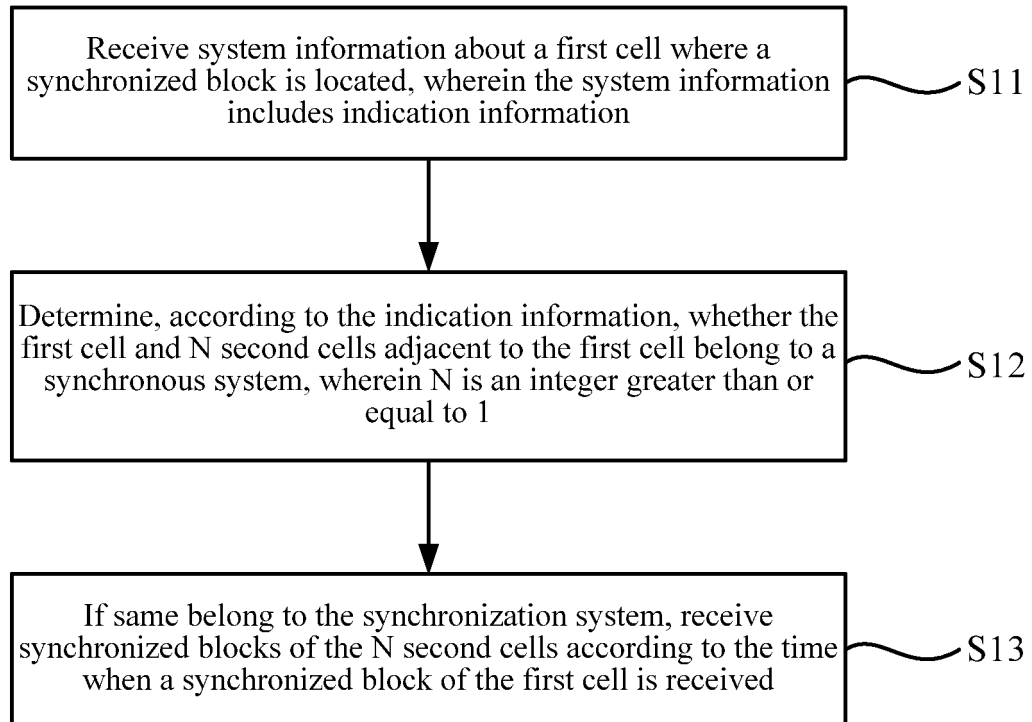 Receive system information about a first cell where a
synchronized block is located, wherein the system information
includes indication information
S11
Determine, according to the indication information, whether the
first cell and N second cells adjacent to the first cell belong to a
synchronous system, wherein N is an integer greater than or
equal to 1
S12
If same belong to the synchronization system, receive
synchronized blocks of the N second cells according to the time
when a synchronized block of the first cell is received
S13